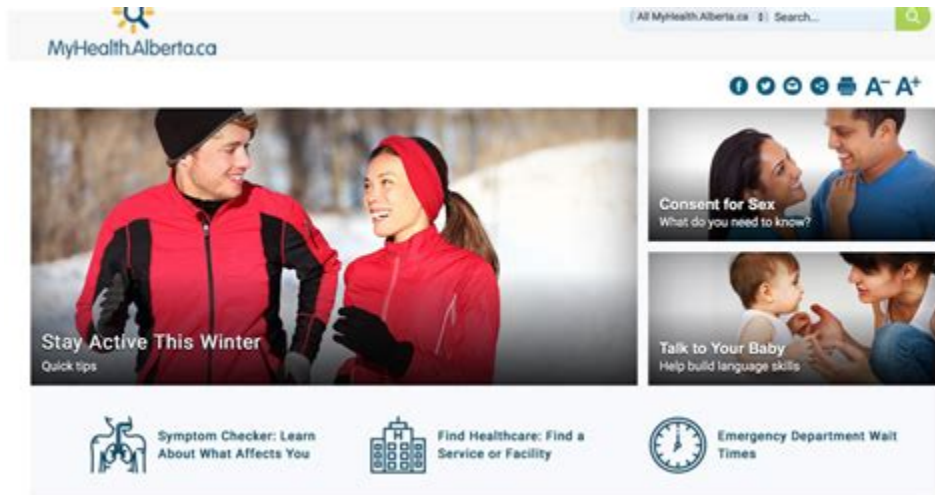 MyHealth.Alberta.ca
All MyHealth.Alberta.ca
Search...
A- A+
Stay Active This Winter
Quick tips
Consent for Sex
What do you need to know?
Talk to Your Baby
Help build language skills
Symptom Checker: Learn
About What Affects You
H
Find Healthcare: Find a
Service or Facility
Emergency Department Wait
Times